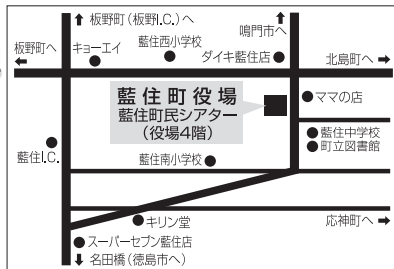 ↑ 板野町(板野I.C.)へ
鳴門市へ ↑
板野町へ ←
キョーエイ
藍住西小学校
ダイキ藍住店
北島町へ →
藍住町役場
藍住町民シアター
(役場4階)
ママの店
藍住中学校
町立図書館
藍住I.C.
藍住南小学校
キリン堂
応神町へ →
スーパーセブン藍住店
↓ 名田橋(徳島市へ)